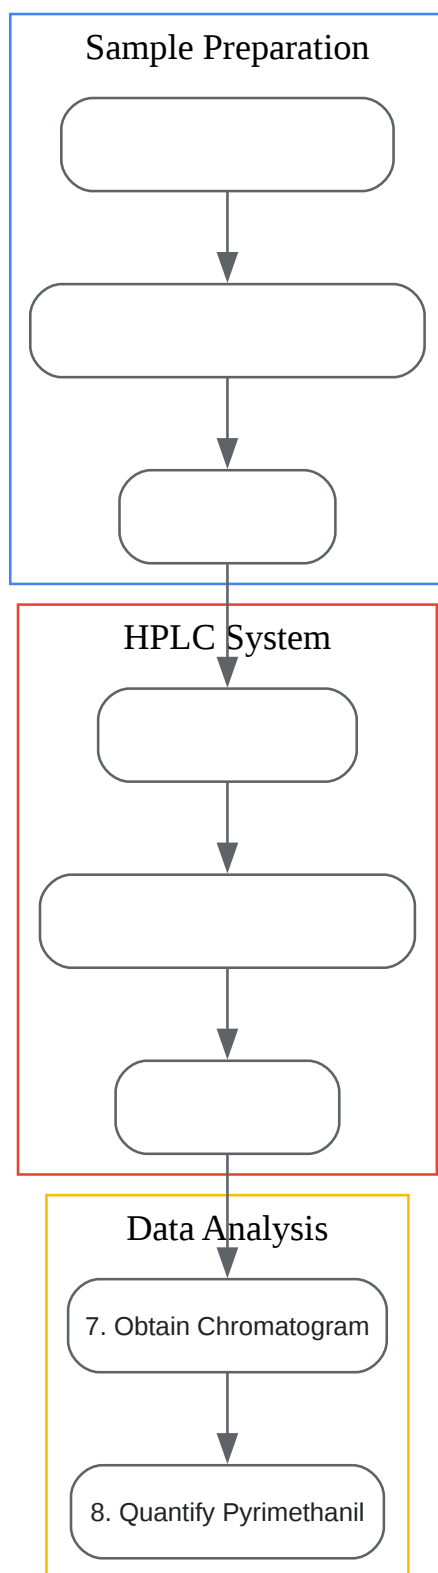 Sample Preparation
HPLC System
Data Analysis
7. Obtain Chromatogram
8. Quantify Pyrimethanil